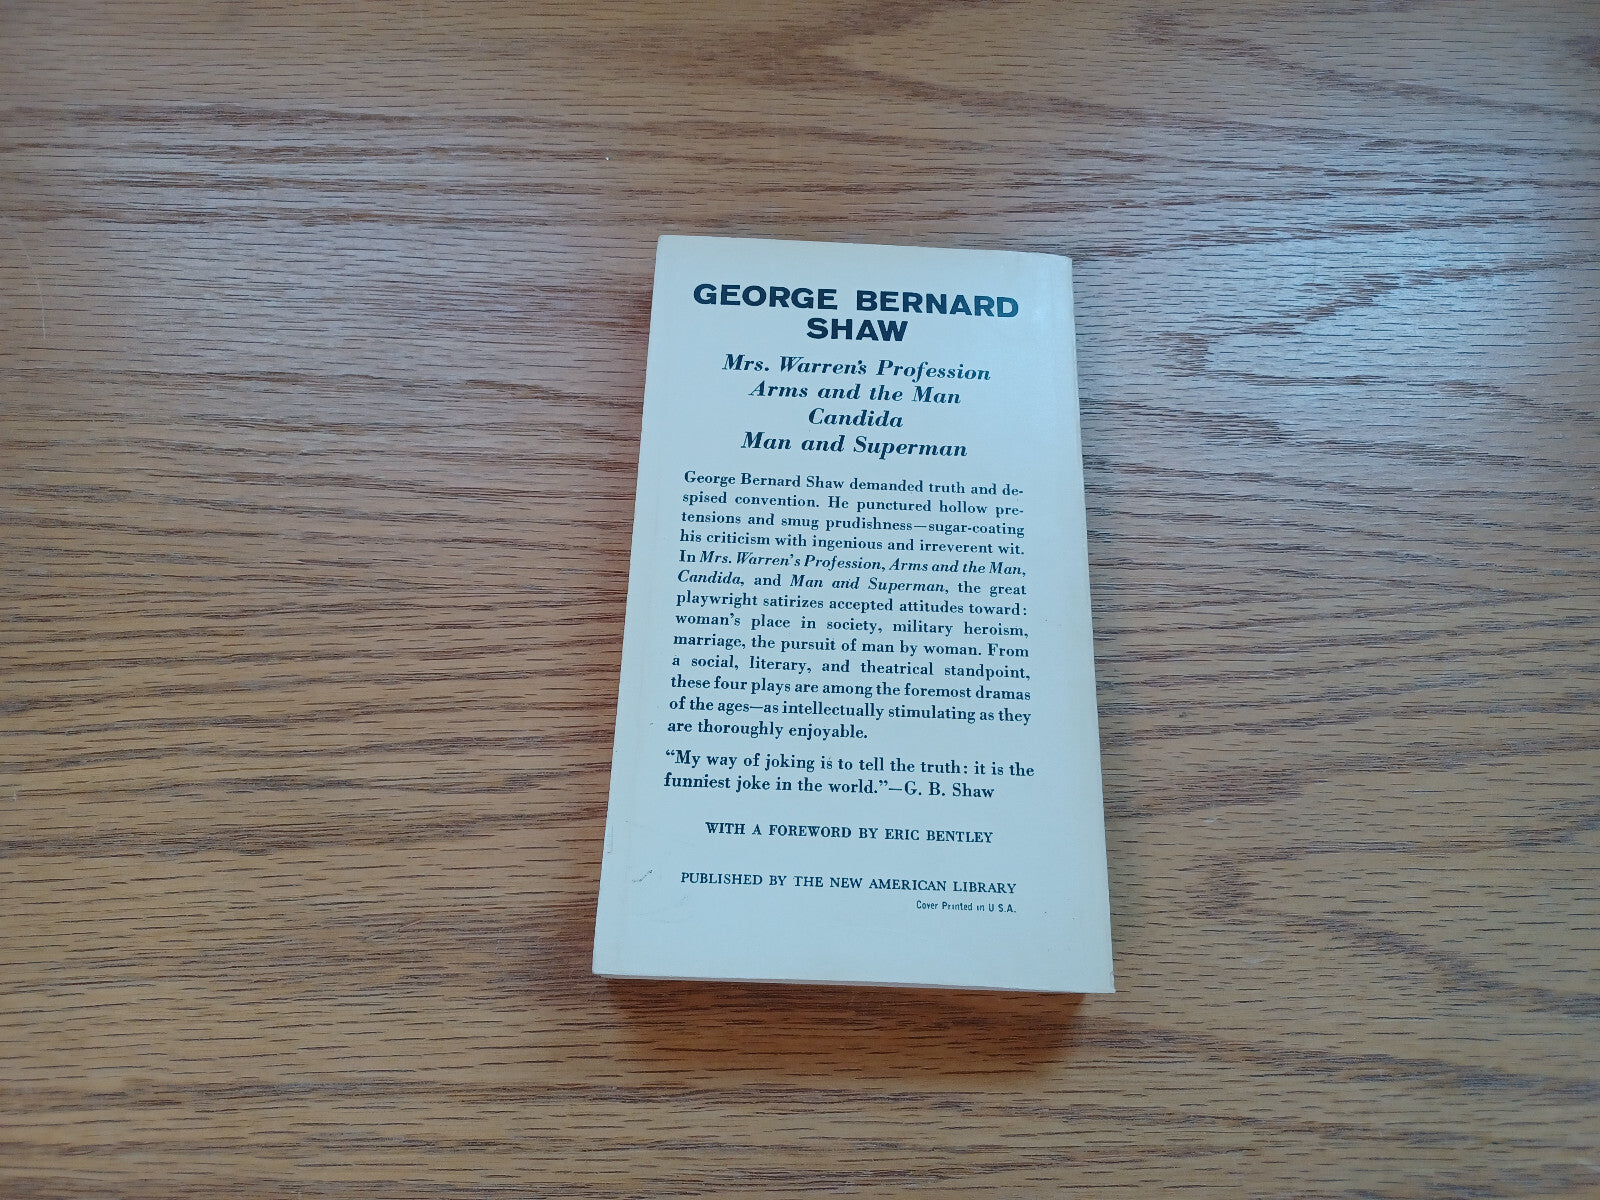 GEORGE BERNARD
SHAW
Mrs. Warren's Profession
Arms and the Man
Candida
Man and Superman
George Bernard Shaw demanded truth and de-
spised convention. He punctured hollow pre-
tensions and smug prudishness—sugar-coating
his criticism with ingenious and irreverent wit.
In Mrs. Warren's Profession, Arms and the Man,
Candida, and Man and Superman, the great
playwright satirizes accepted attitudes toward:
woman's place in society, military heroism,
marriage, the pursuit of man by woman. From
a social, literary, and theatrical standpoint,
these four plays are among the foremost dramas
of the ages—as intellectually stimulating as they
are thoroughly enjoyable.
“My way of joking is to tell the truth: it is the
funniest joke in the world.”—G. B. Shaw
WITH A FOREWORD BY ERIC BENTLEY
PUBLISHED BY THE NEW AMERICAN LIBRARY
Cover Printed in U S.A.